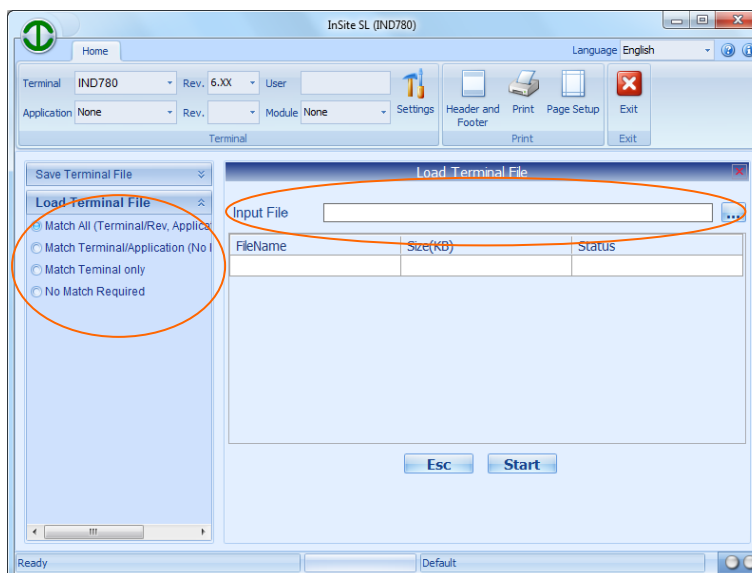 InSite SL (IND780)
Home
Language English
Terminal IND780 Rev. 6.XX User
Application None Rev. Module None
Settings
Header and Footer
Print
Page Setup
Exit
Terminal
Print
Exit
Save Terminal File
Load Terminal File
Match All (Terminal/Rev, Applica
Match Terminal/Application (No
Match Teminal only
No Match Required
Load Terminal File
Input File
...
FileName Size(KB) Status
Esc Start
Ready Default